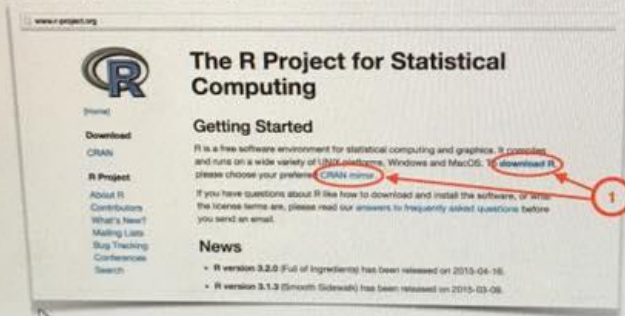 www.r-project.org
R
The R Project for Statistical
Computing
[Home]
Download
CRAN
R Project
About R
Contributors
What's New?
Mailing Lists
Bug Tracking
Conferences
Search
Getting Started
R is a free software environment for statistical computing and graphics. It compiles
and runs on a wide variety of UNIX platforms, Windows and MacOS. To download R,
please choose your preferred CRAN mirror.
If you have questions about R like how to download and install the software, or what
the license terms are, please read our answers to frequently asked questions before
you send an email.
1
News
• R version 3.2.0 (Full of Ingredients) has been released on 2015-04-16.
• R version 3.1.3 (Smooth Sidewalk) has been released on 2015-03-09.